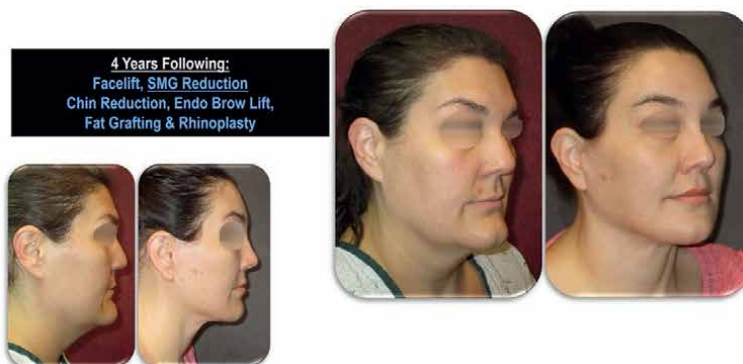 4 Years Following:
Facelift, SMG Reduction
Chin Reduction, Endo Brow Lift,
Fat Grafting & Rhinoplasty